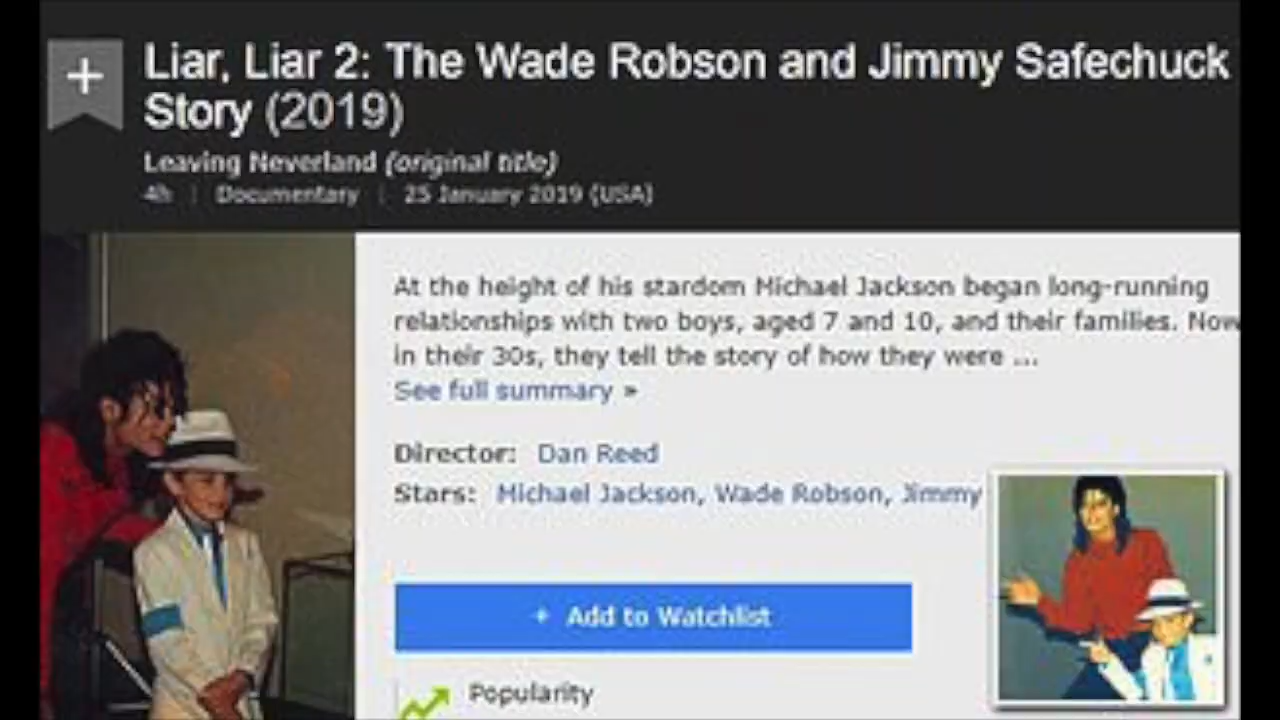 Liar, Liar 2: The Wade Robson and Jimmy Safechuck
Story (2019)
Leaving Neverland (original title)
4h | Documentary | 25 January 2019 (USA)
At the height of his stardom Michael Jackson began long-running
relationships with two boys, aged 7 and 10, and their families. Now
in their 30s, they tell the story of how they were ...
See full summary »
Director: Dan Reed
Stars: Michael Jackson, Wade Robson, Jimmy
+ Add to Watchlist
Popularity